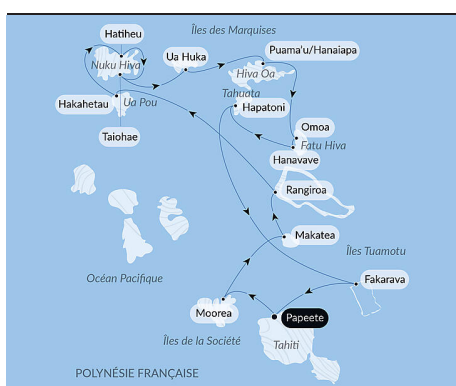 Îles des Marquises
Hatiheu
Puama'u/Hanaiapa
Ua Huka
Nuku Hiva
Hiva Oa
Tahuata
Hakahetau
Ua Pou
Hapatoni
Omoa
Taiohae
Fatu Hiva
Hanavave
Rangiroa
Makatea
Îles Tuamotu
Océan Pacifique
Fakarava
Moorea
Papeete
Îles de la Société
Tahiti
POLYNÉSIE FRANÇAISE